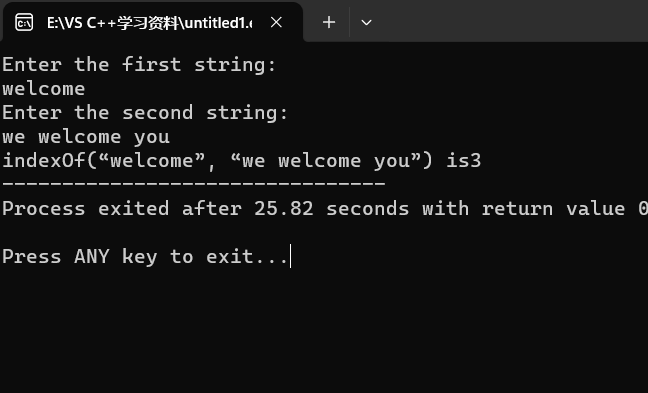 E:\VS C++学习资料\untitled1.e
Enter the first string:
welcome
Enter the second string:
we welcome you
indexOf(“welcome”, “we welcome you”) is3
--------------------------------
Process exited after 25.82 seconds with return value 0
Press ANY key to exit...